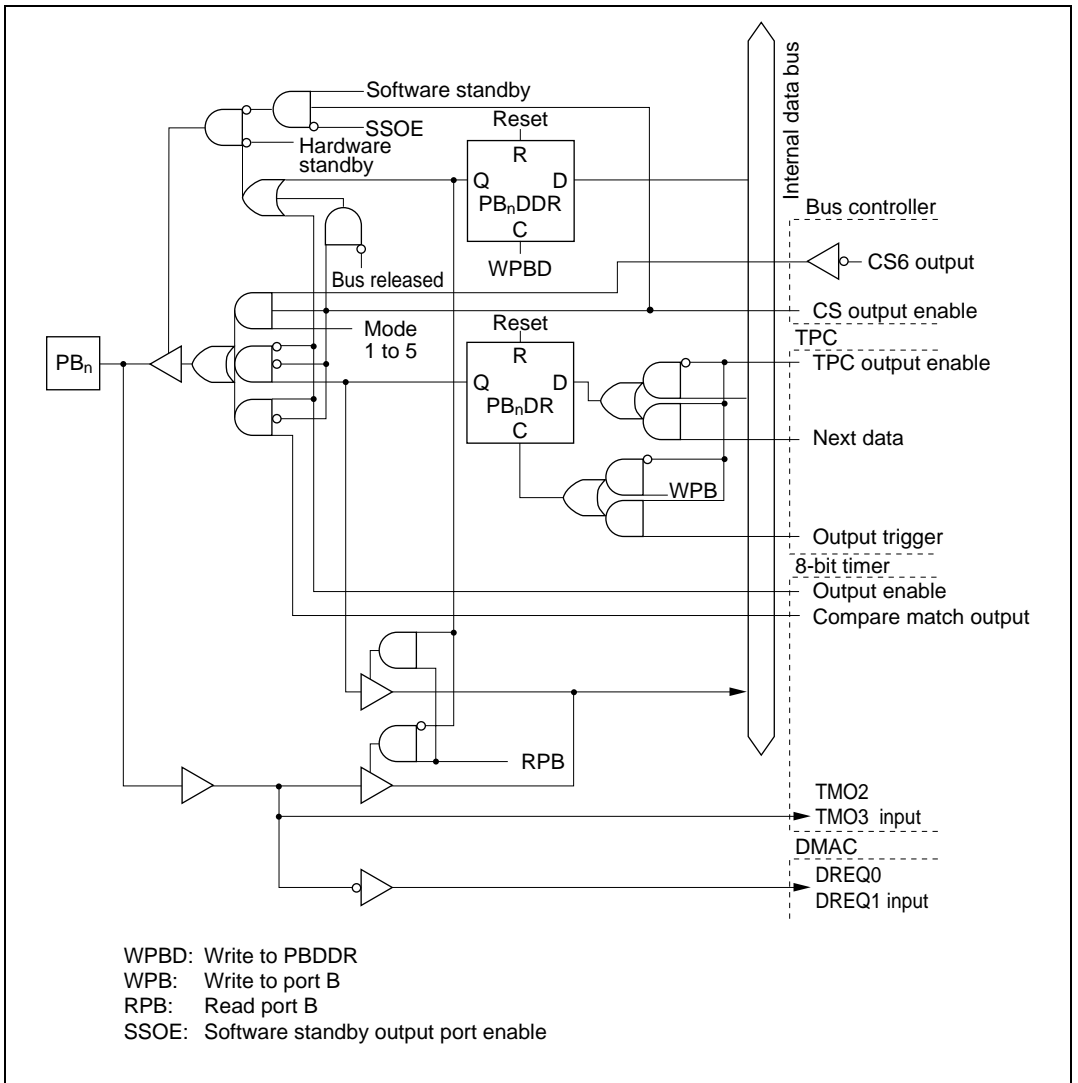 Software standby
SSOE
Hardware
standby
Reset
R
Q D
PBnDDR
C
WPBD
Bus released
Internal data bus
Bus controller
CS6 output
CS output enable
Mode
1 to 5
Reset
R
Q D
PBnDR
C
PBn
TPC
TPC output enable
Next data
WPB
Output trigger
8-bit timer
Output enable
Compare match output
RPB
TMO2
TMO3 input
DMAC
DREQ0
DREQ1 input
WPBD: Write to PBDDR
WPB: Write to port B
RPB: Read port B
SSOE: Software standby output port enable